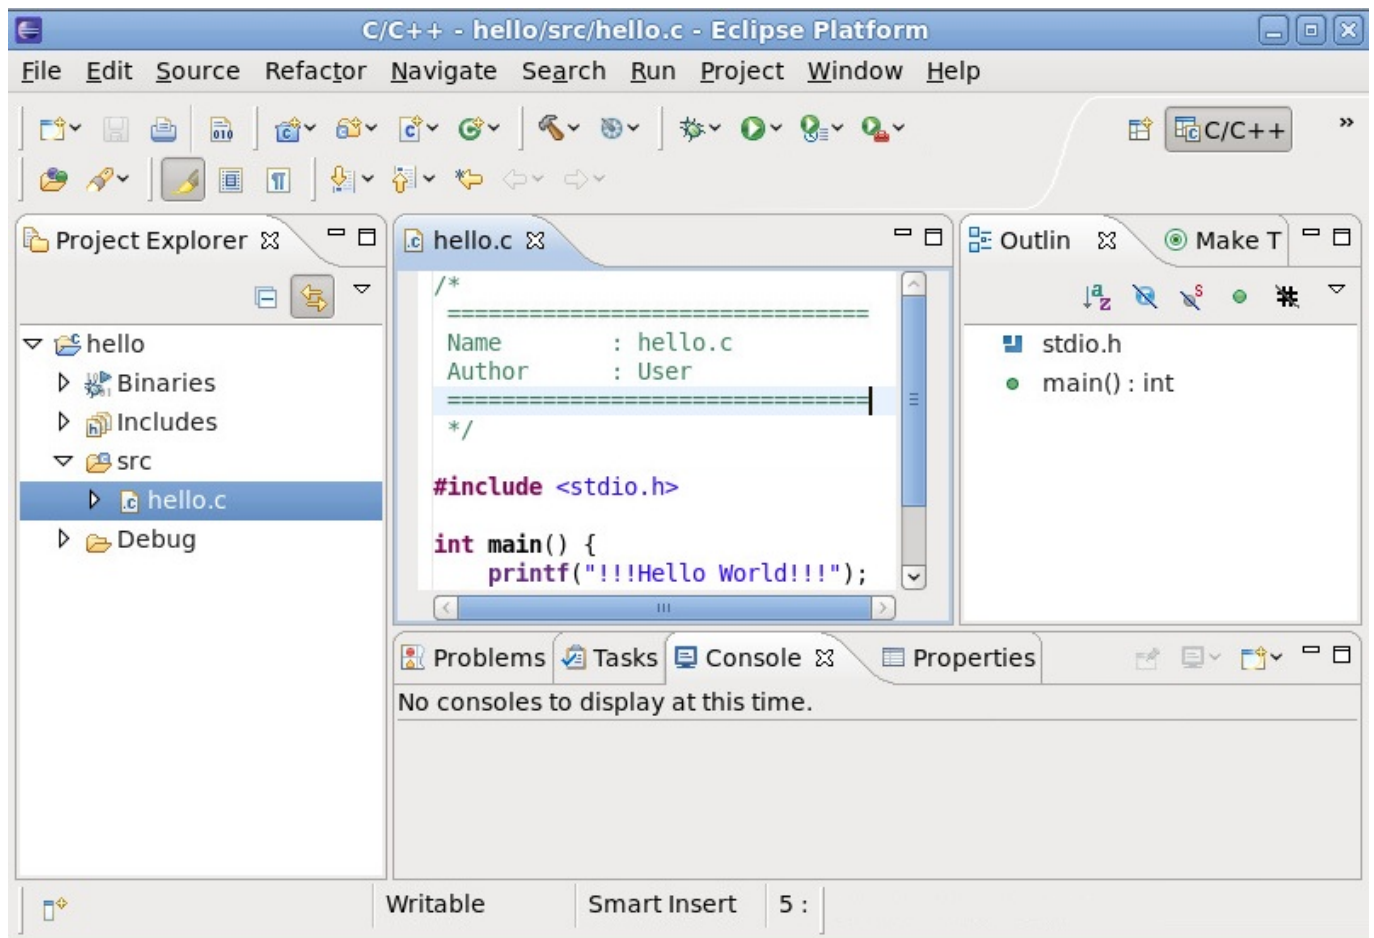 C/C++ - hello/src/hello.c - Eclipse Platform
File Edit Source Refactor Navigate Search Run Project Window Help
C/C++ »
Project Explorer
hello
Binaries
Includes
src
hello.c
Debug
hello.c
/*
===============================
Name : hello.c
Author : User
===============================
*/
#include <stdio.h>
int main() {
printf("!!!Hello World!!!");
Outlin Make T
stdio.h
main() : int
Problems Tasks Console Properties
No consoles to display at this time.
Writable Smart Insert 5 :